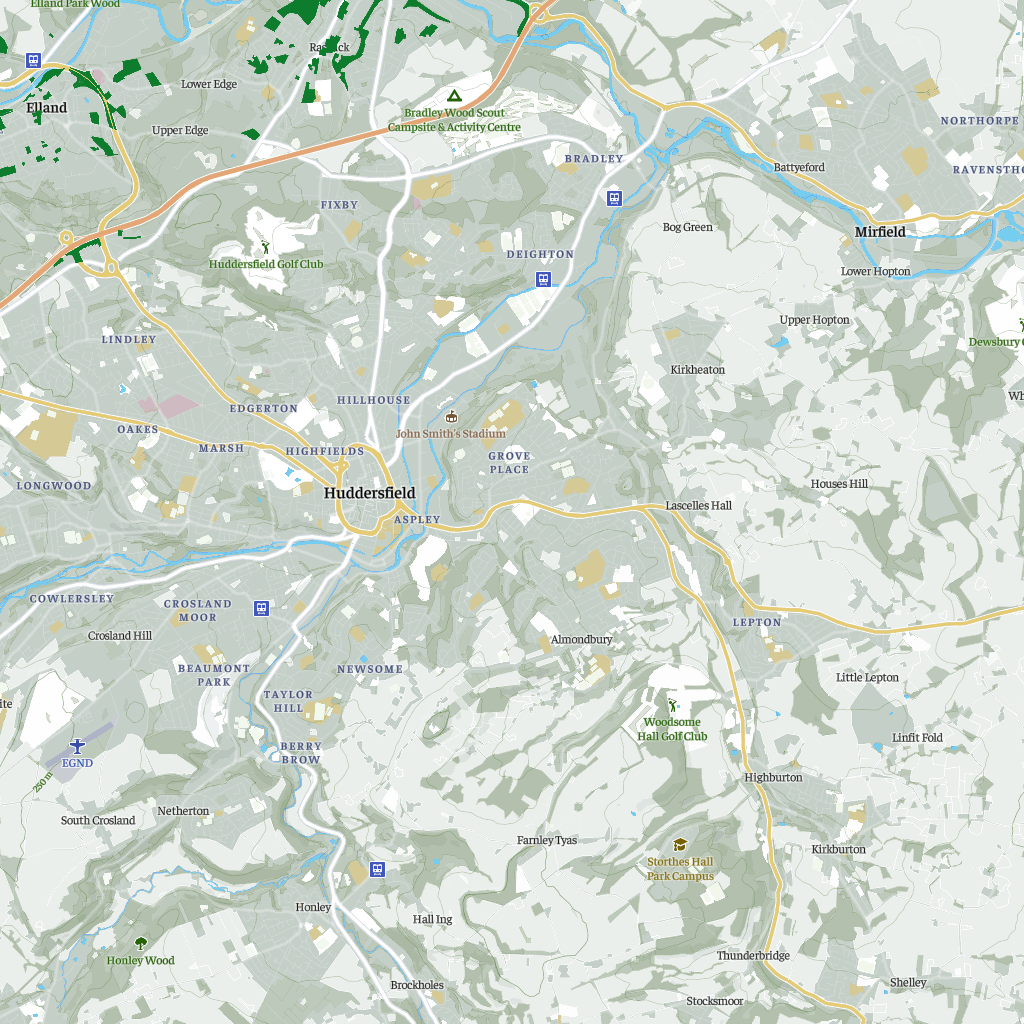 Elland Park Wood
Rastrick
Lower Edge
Elland
Bradley Wood Scout
Campsite & Activity Centre
NORTHORPE
Upper Edge
BRADLEY
Battyeford
FIXBY
Bog Green
Mirfield
DEIGHTON
Huddersfield Golf Club
Lower Hopton
Upper Hopton
LINDLEY
Kirkheaton
HILLHOUSE
EDGERTON
OAKES
John Smith's Stadium
MARSH
HIGHFIELDS
GROVE
PLACE
LONGWOOD
Houses Hill
Huddersfield
Lascelles Hall
ASPLEY
COWLERSLEY
CROSLAND
MOOR
LEPTON
Crosland Hill
Almondbury
BEAUMONT
PARK
NEWSOME
Little Lepton
TAYLOR
HILL
Woodsome
Hall Golf Club
Linfit Fold
BERRY
BROW
EGND
250 m
Highburton
Netherton
South Crosland
Farnley Tyas
Kirkburton
Storthes Hall
Park Campus
Honley
Hall Ing
Honley Wood
Thunderbridge
Brockholes
Shelley
Stocksmoor